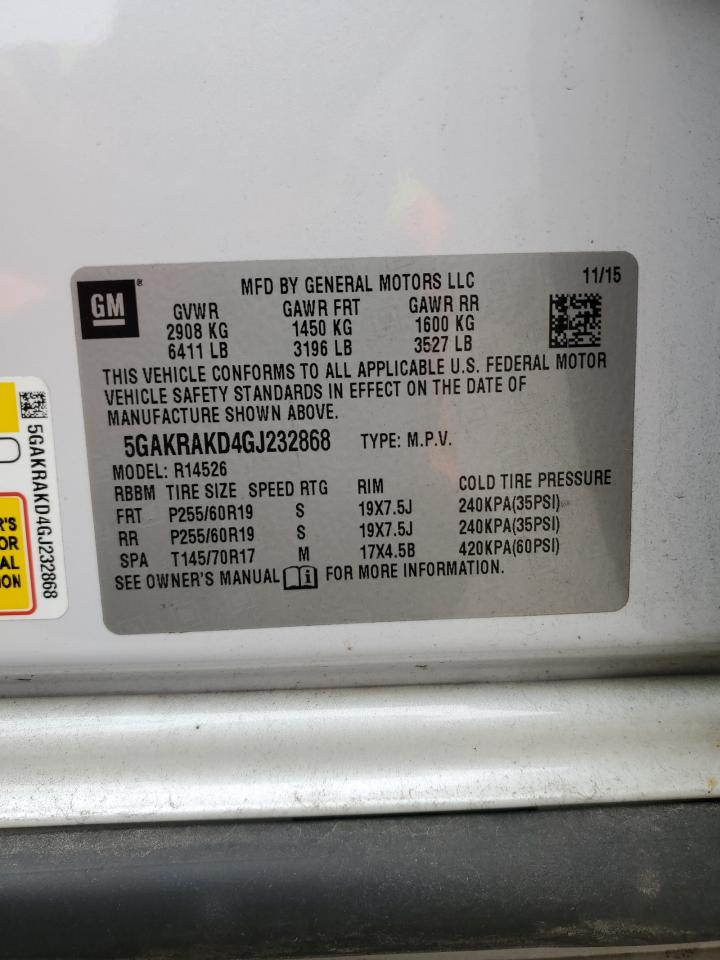 GM
MFD BY GENERAL MOTORS LLC 11/15
GVWR GAWR FRT GAWR RR
2908 KG 1450 KG 1600 KG
6411 LB 3196 LB 3527 LB
THIS VEHICLE CONFORMS TO ALL APPLICABLE U.S. FEDERAL MOTOR
VEHICLE SAFETY STANDARDS IN EFFECT ON THE DATE OF
MANUFACTURE SHOWN ABOVE.
5GAKRAKD4GJ232868 TYPE: M.P.V.
MODEL: R14526
RBBM TIRE SIZE SPEED RTG RIM COLD TIRE PRESSURE
FRT P255/60R19 S 19X7.5J 240KPA(35PSI)
RR P255/60R19 S 19X7.5J 240KPA(35PSI)
SPA T145/70R17 M 17X4.5B 420KPA(60PSI)
SEE OWNER'S MANUAL FOR MORE INFORMATION.
5GAKRAKD4GJ232868